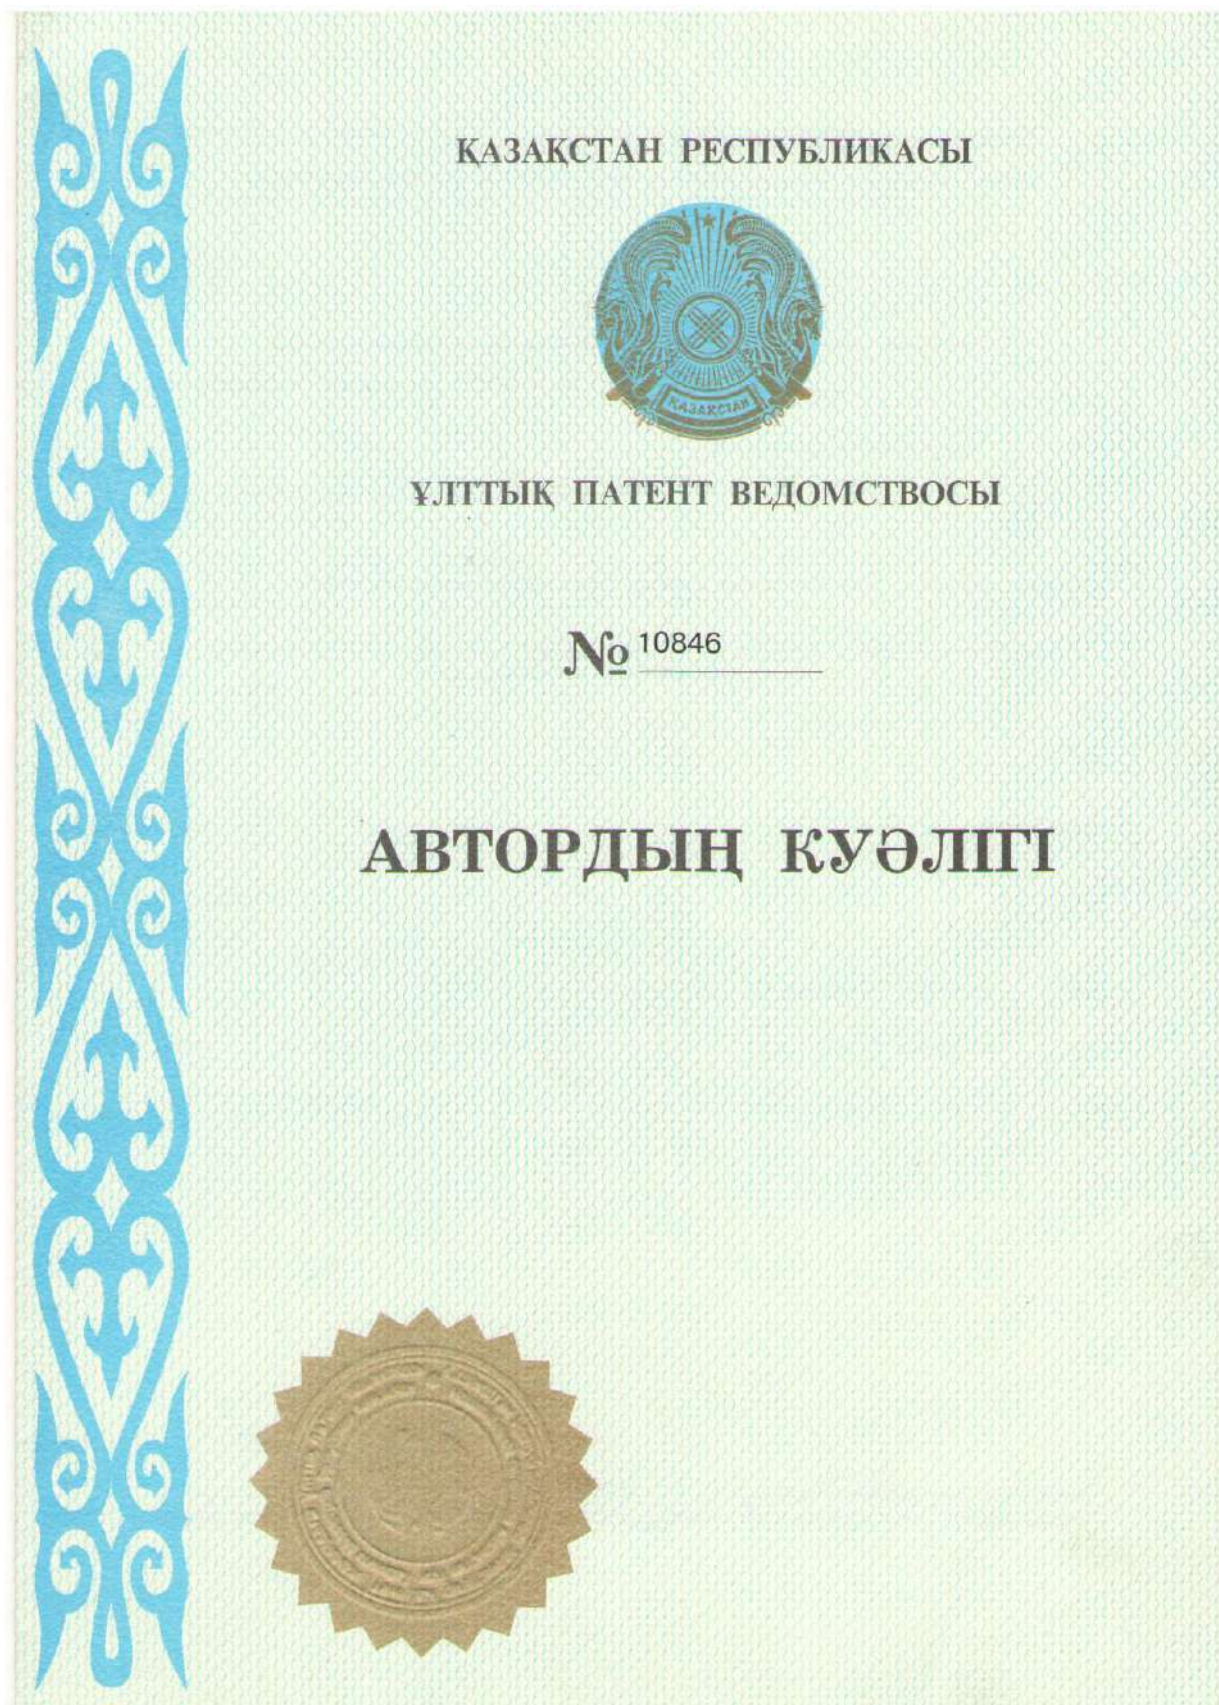 ҚАЗАҚСТАН РЕСПУБЛИКАСЫ
ҚАЗАҚСТАН
ҰЛТТЫҚ ПАТЕНТ ВЕДОМСТВОСЫ
№ 10846
АВТОРДЫҢ КУӘЛІГІ